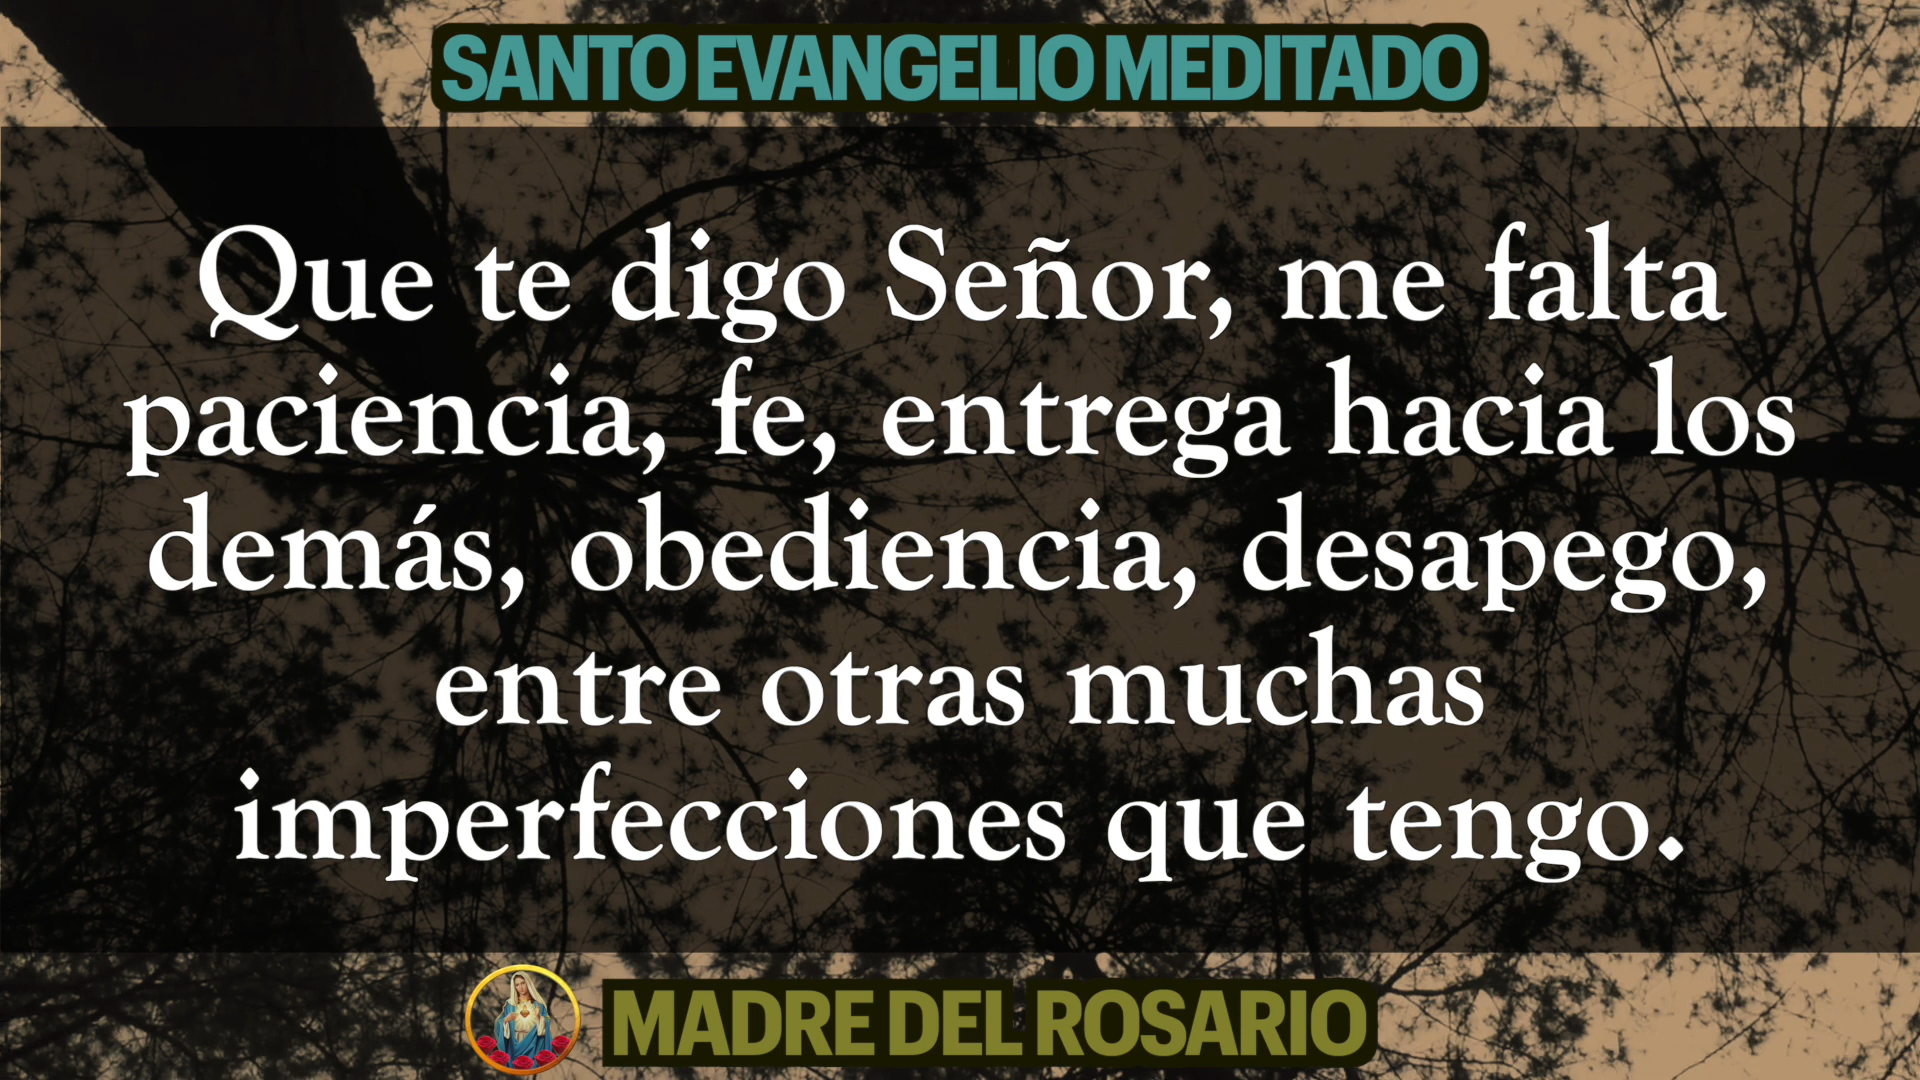 SANTO EVANGELIO MEDITADO
Que te digo Señor, me falta
paciencia, fe, entrega hacia los
demás, obediencia, desapego,
entre otras muchas
imperfecciones que tengo.
MADRE DEL ROSARIO